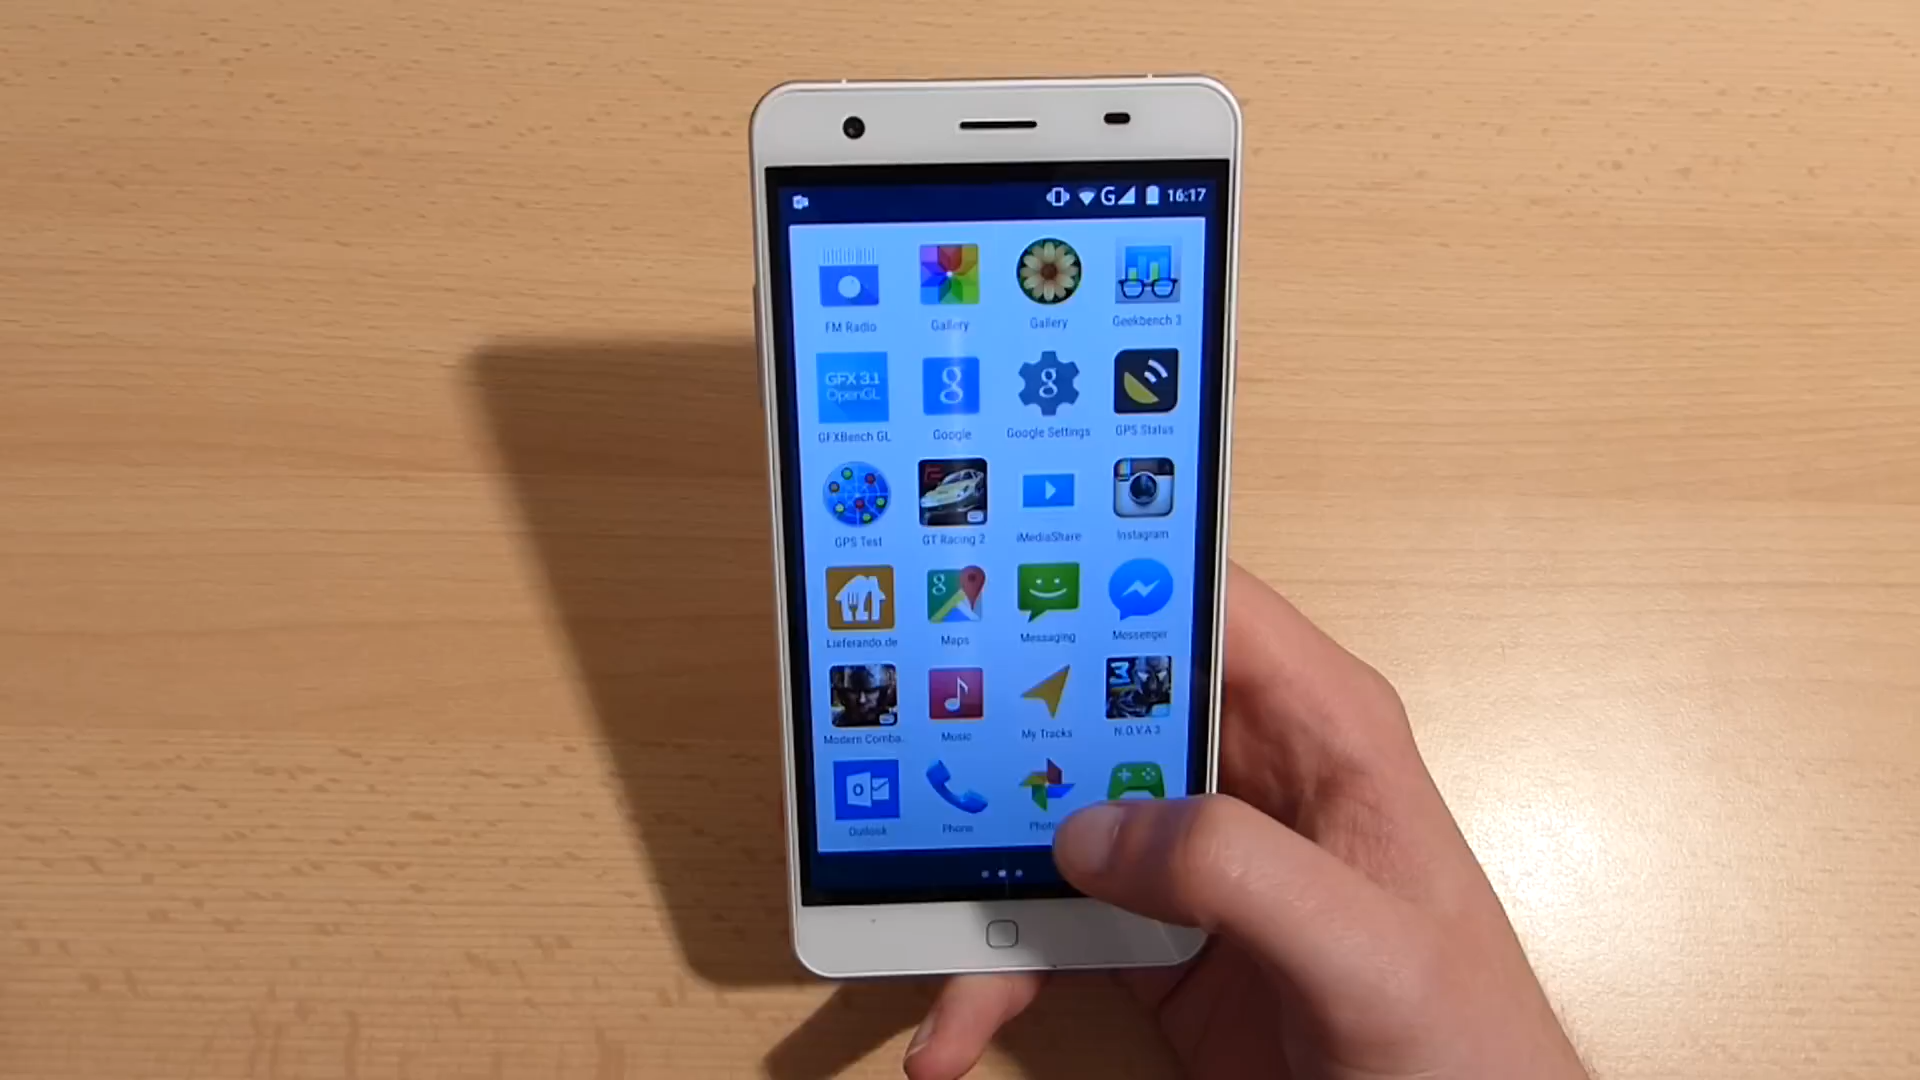 G 16:17
FM Radio Gallery Gallery Geekbench 3
GFX 3.1
OpenGL
g g
GFXBench GL Google Google Settings GPS Status
GPS Test GT Racing 2 iMediaShare Instagram
g
Lieferando.de Maps Messaging Messenger
3
Modern Comba.. Music My Tracks N.O.V.A 3
O
Outlook Phone Photo